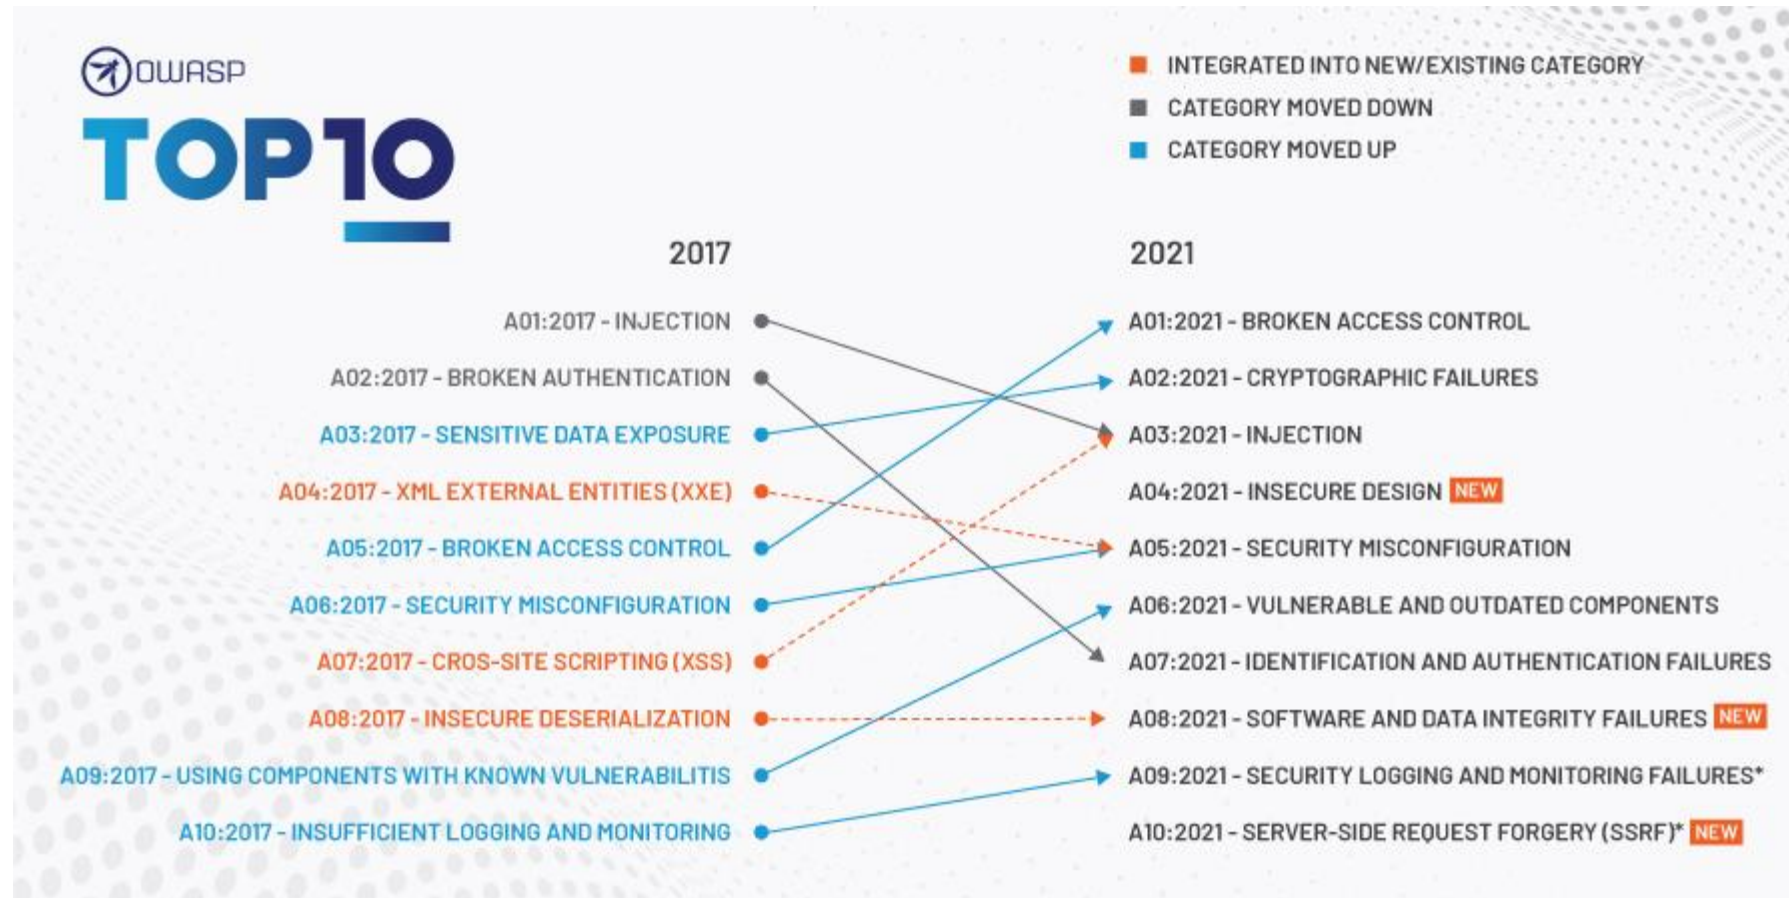 OWASP
TOP10
INTEGRATED INTO NEW/EXISTING CATEGORY
CATEGORY MOVED DOWN
CATEGORY MOVED UP
2017
A01:2017 - INJECTION
A02:2017 - BROKEN AUTHENTICATION
A03:2017 - SENSITIVE DATA EXPOSURE
A04:2017 - XML EXTERNAL ENTITIES (XXE)
A05:2017 - BROKEN ACCESS CONTROL
A06:2017 - SECURITY MISCONFIGURATION
A07:2017 - CROS-SITE SCRIPTING (XSS)
A08:2017 - INSECURE DESERIALIZATION
A09:2017 - USING COMPONENTS WITH KNOWN VULNERABILITIS
A10:2017 - INSUFFICIENT LOGGING AND MONITORING
2021
A01:2021 - BROKEN ACCESS CONTROL
A02:2021 - CRYPTOGRAPHIC FAILURES
A03:2021 - INJECTION
A04:2021 - INSECURE DESIGN NEW
A05:2021 - SECURITY MISCONFIGURATION
A06:2021 - VULNERABLE AND OUTDATED COMPONENTS
A07:2021 - IDENTIFICATION AND AUTHENTICATION FAILURES
A08:2021 - SOFTWARE AND DATA INTEGRITY FAILURES NEW
A09:2021 - SECURITY LOGGING AND MONITORING FAILURES*
A10:2021 - SERVER-SIDE REQUEST FORGERY (SSRF)* NEW